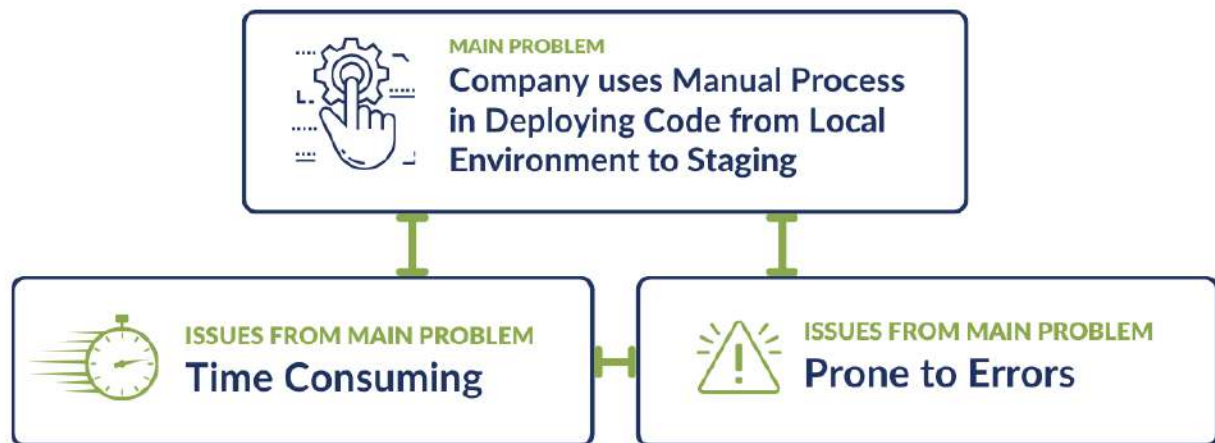 MAIN PROBLEM
Company uses Manual Process
in Deploying Code from Local
Environment to Staging
ISSUES FROM MAIN PROBLEM
Time Consuming
ISSUES FROM MAIN PROBLEM
Prone to Errors